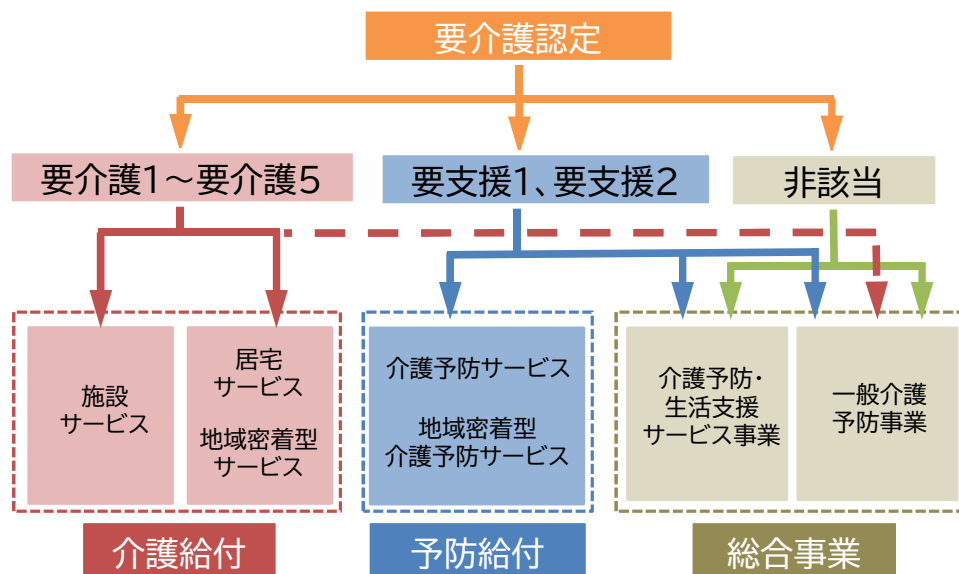 要介護認定
要介護1～要介護5
要支援1、要支援2
非該当
施設
サービス
居宅
サービス
地域密着型
サービス
介護予防サービス
地域密着型
介護予防サービス
介護予防・
生活支援
サービス事業
一般介護
予防事業
介護給付
予防給付
総合事業